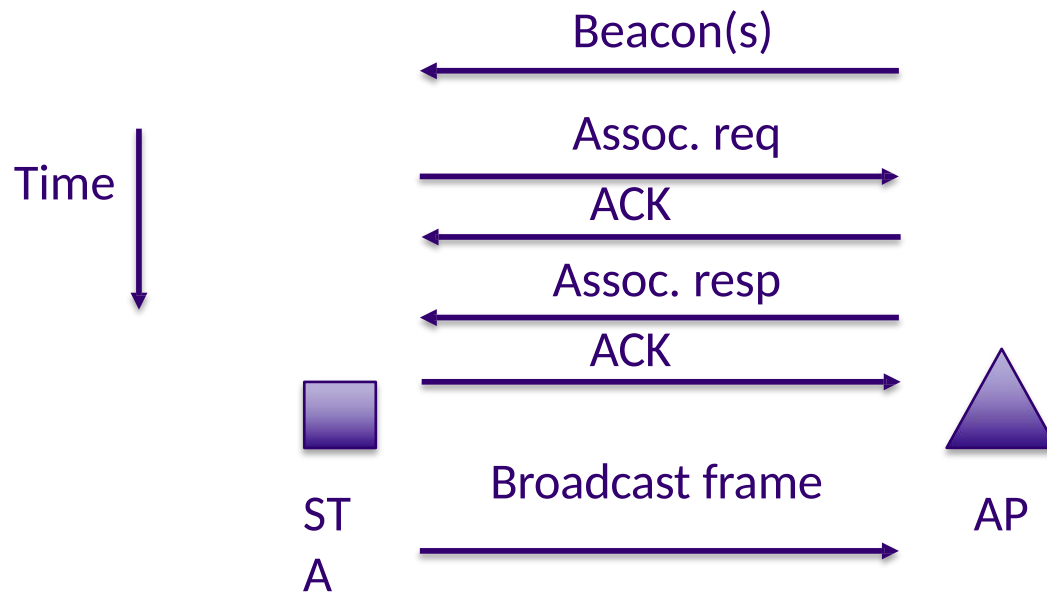 Beacon(s)
Assoc. req
Time
ACK
Assoc. resp
ACK
Broadcast frame
ST
A
AP